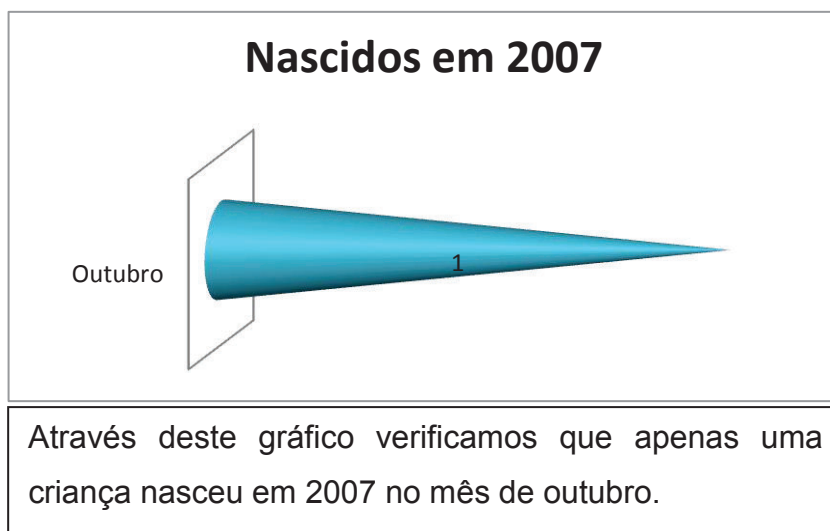 Nascidos em 2007
Outubro
1
Através deste gráfico verificamos que apenas uma
criança nasceu em 2007 no mês de outubro.